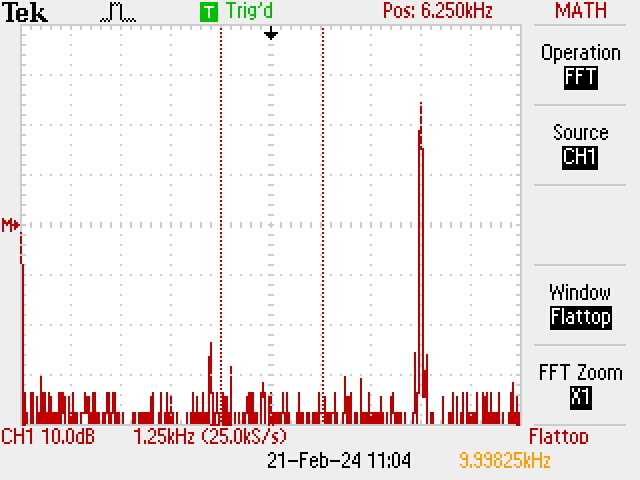 Tek
T Trig'd
Pos: 6.250kHz
MATH
Operation
FFT
Source
CH1
M
Window
Flattop
FFT Zoom
X1
CH1 10.0dB
1.25kHz (25.0kS/s)
Flattop
21-Feb-24 11:04
9.99825kHz